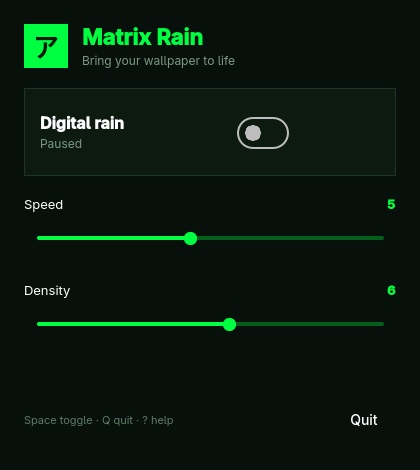 ア
Matrix Rain
Bring your wallpaper to life
Digital rain
Paused
Speed 5
Density 6
Space toggle · Q quit · ? help
Quit